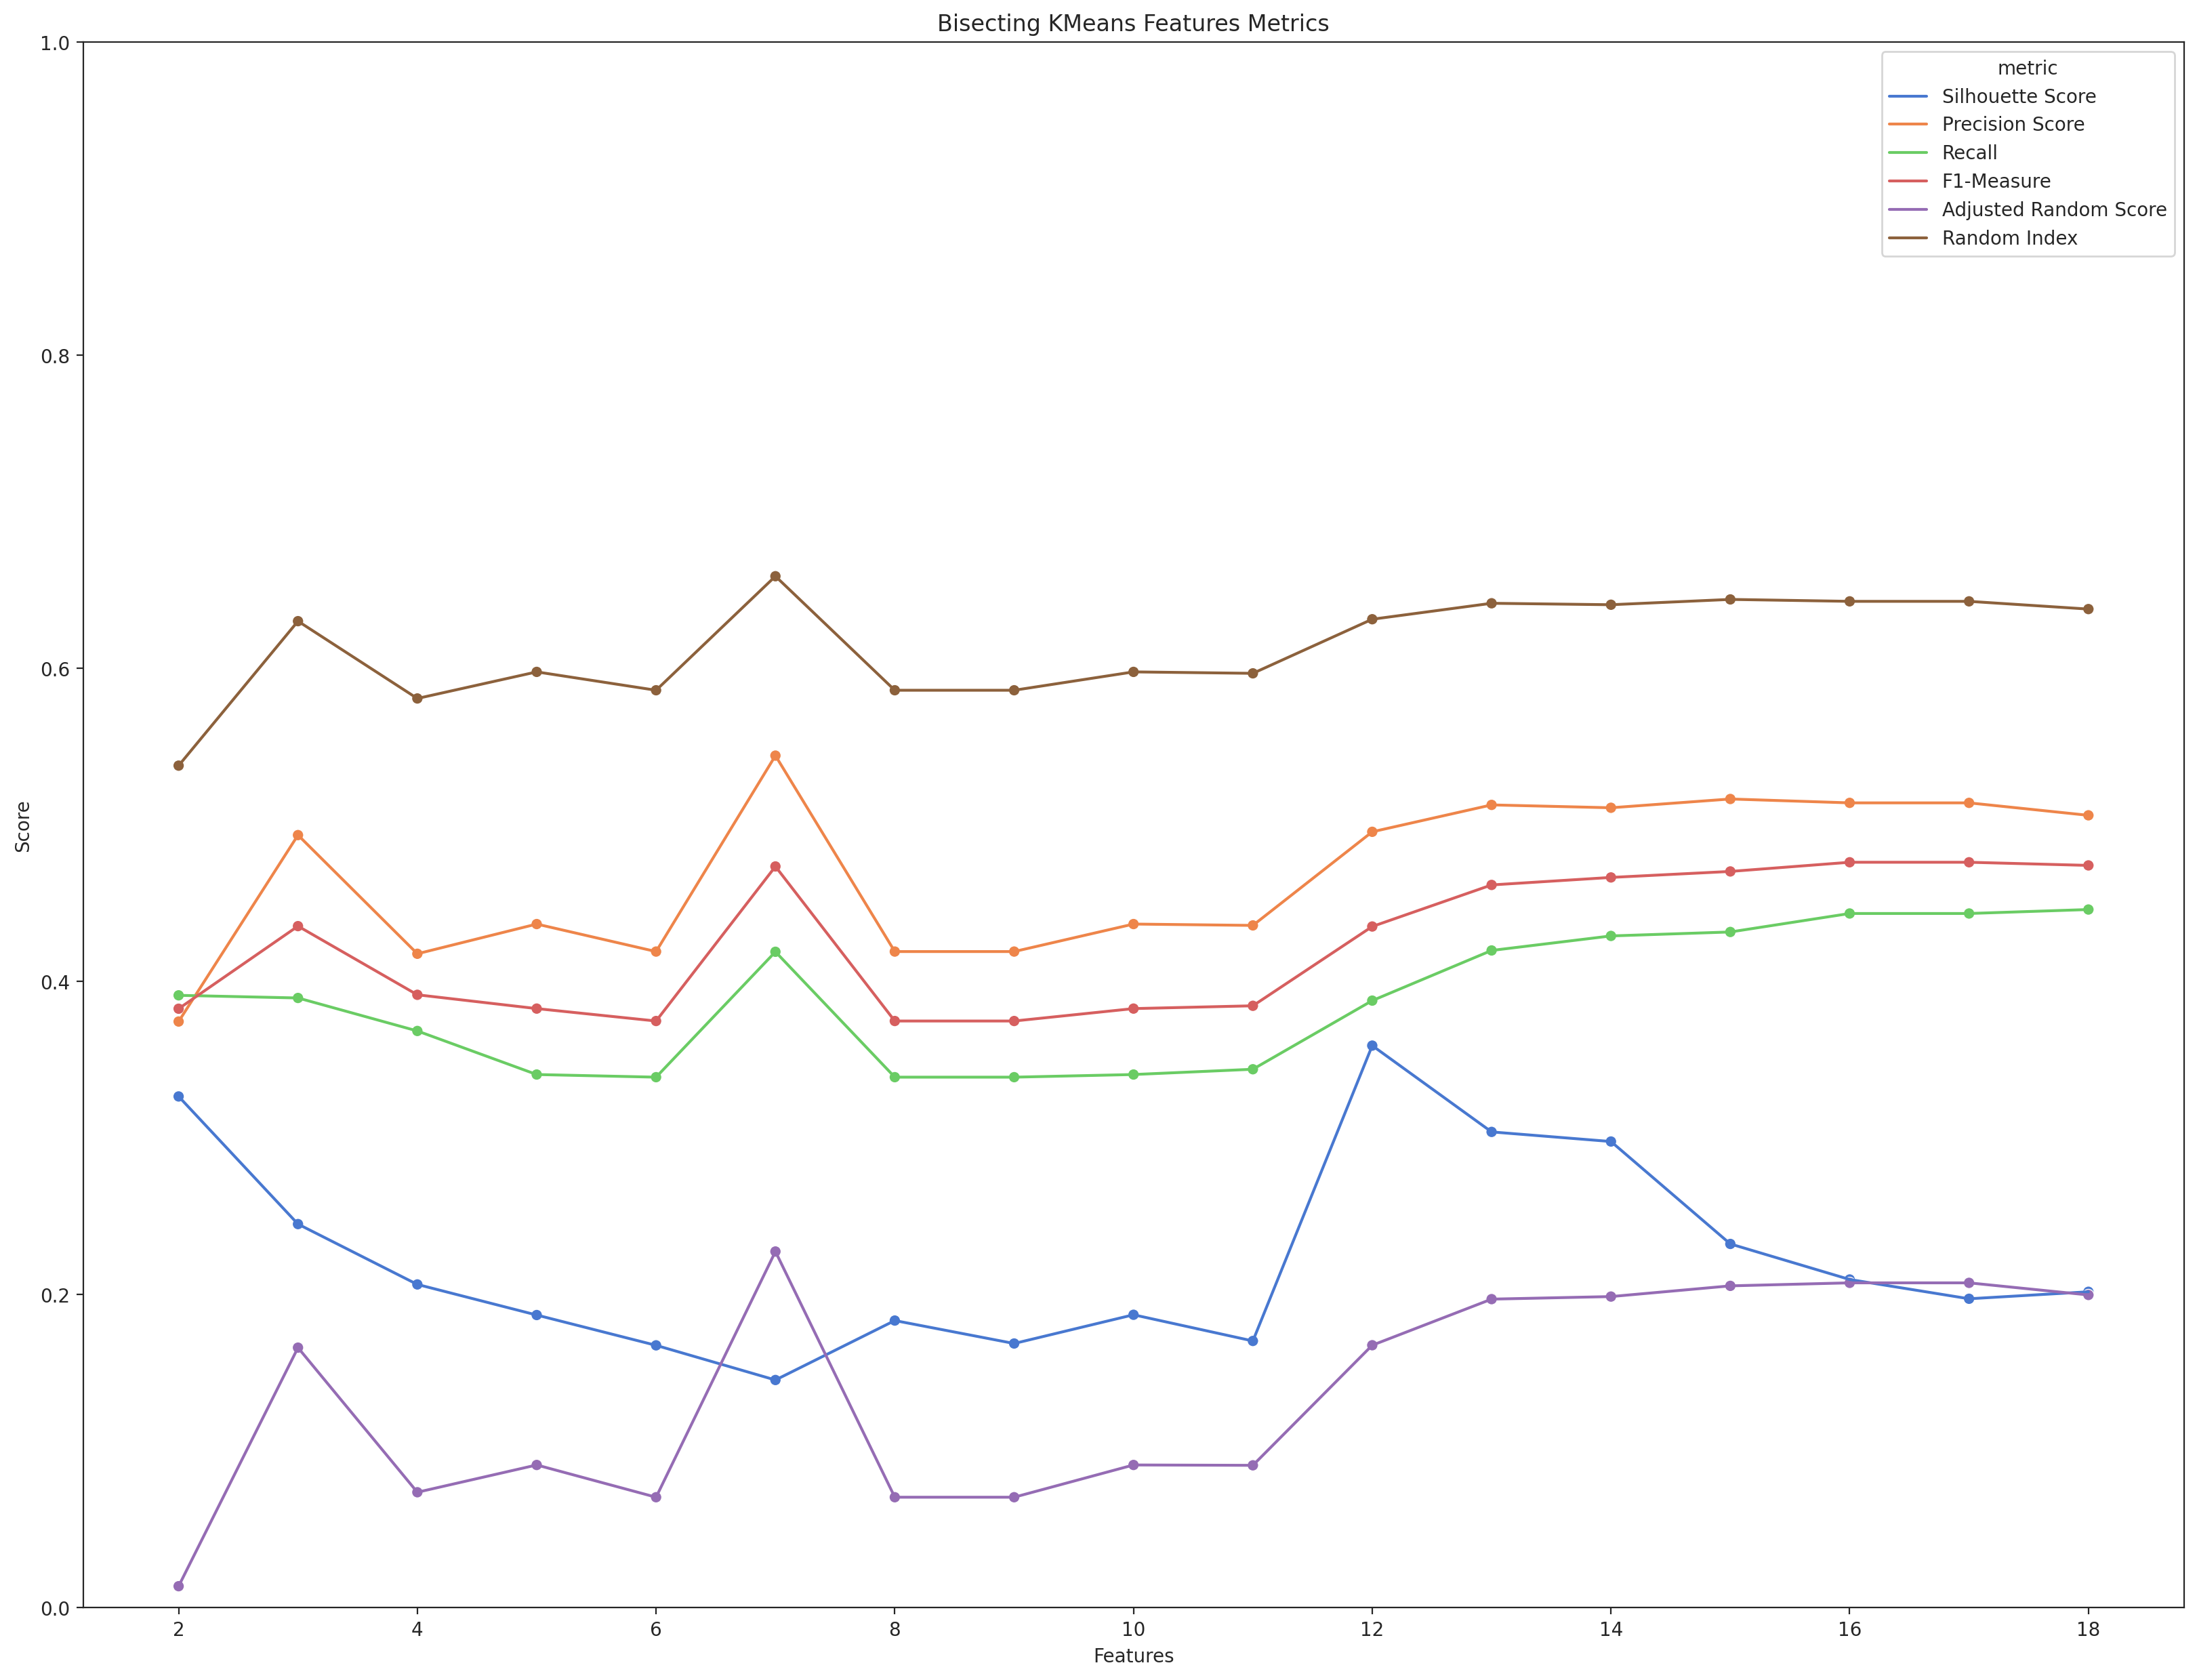 Bisecting KMeans Features Metrics
1.0
0.8
0.6
0.4
0.2
0.0
Score
metric
Silhouette Score
Precision Score
Recall
F1-Measure
Adjusted Random Score
Random Index
2 4 6 8 10 12 14 16 18
Features